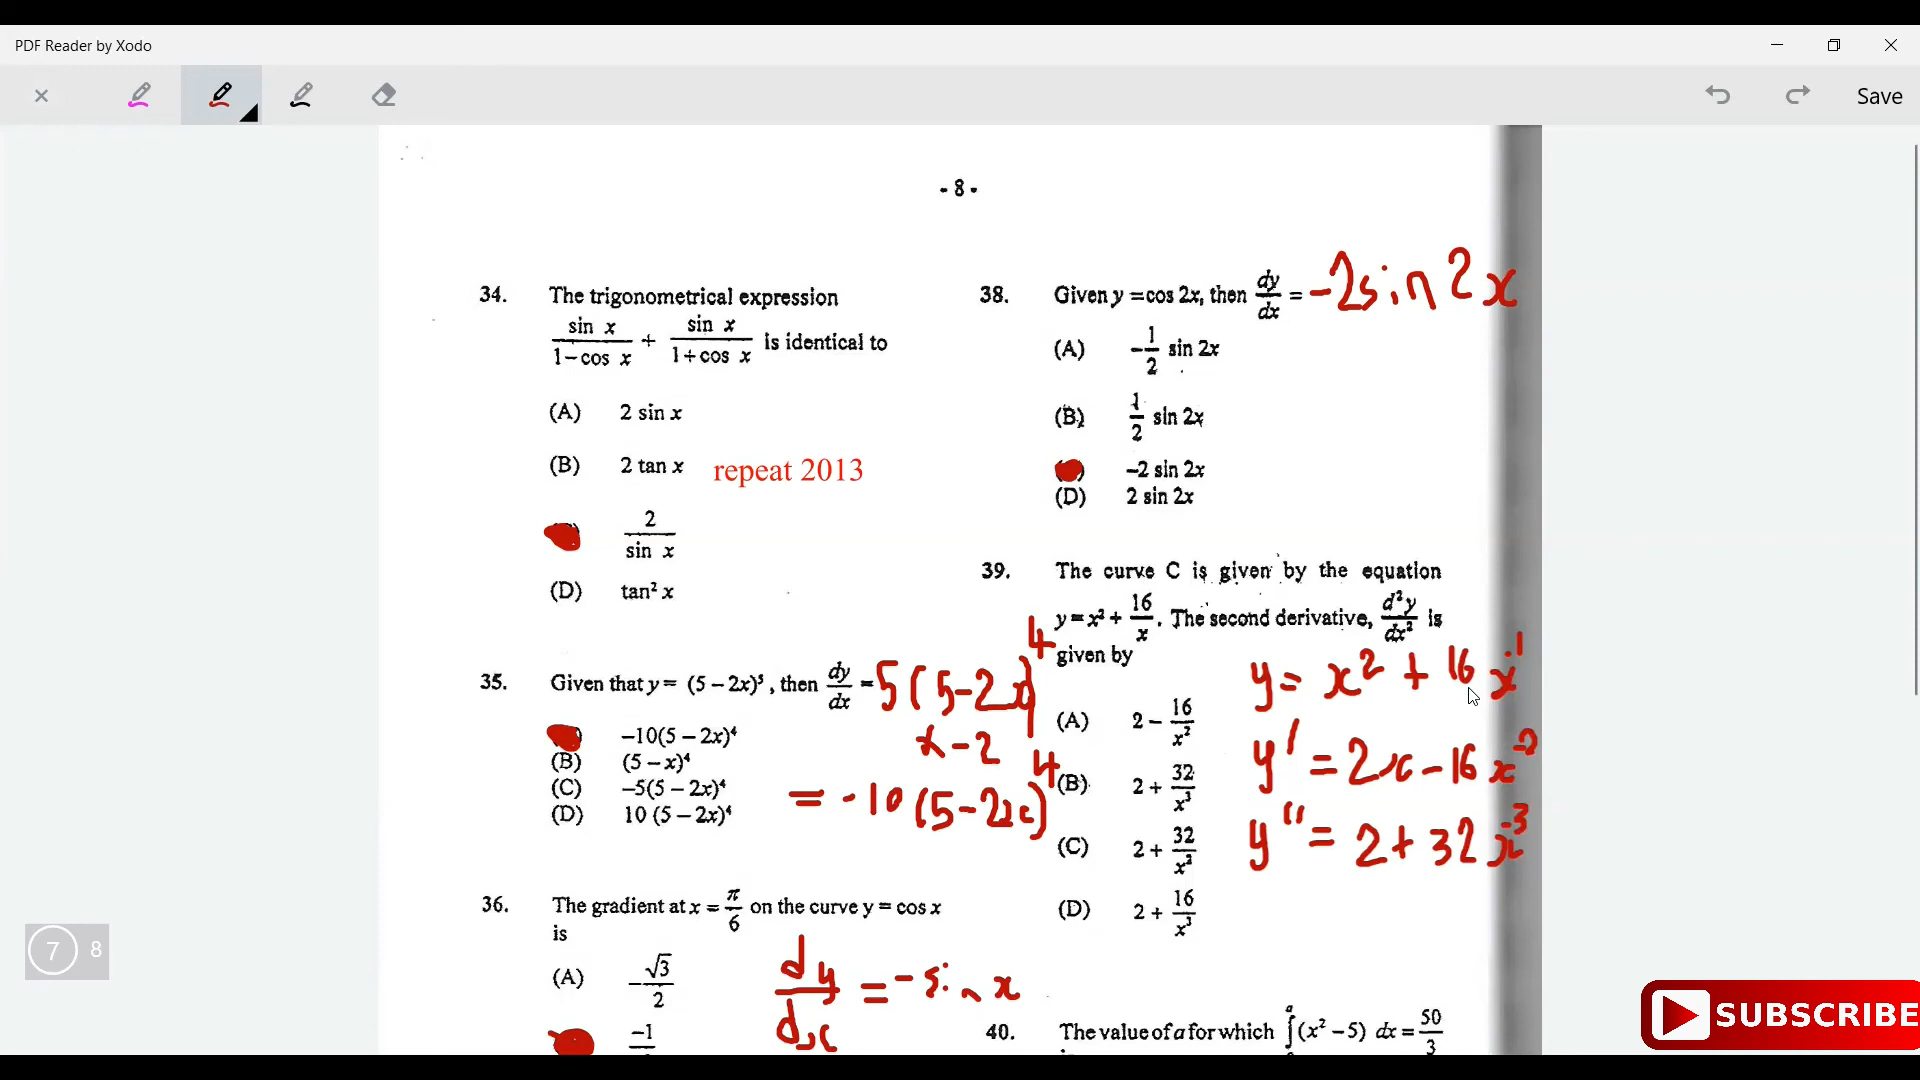 PDF Reader by Xodo
Save
- 8 -
34. The trigonometrical expression
sin x / 1 − cos x + sin x / 1 + cos x is identical to
(A) 2 sin x
(B) 2 tan x repeat 2013
2 / sin x
(D) tan² x
35. Given that y = (5 − 2x)⁵, then dy/dx = 5(5-2x)⁴
x -2
= -10(5-2x)⁴
−10(5 − 2x)⁴
(B) (5 − x)⁴
(C) −5(5 − 2x)⁴
(D) 10 (5 − 2x)⁴
36. The gradient at x = π/6 on the curve y = cos x
is
(A) −√3/2
dy/dx = -sin x
−1
38. Given y = cos 2x, then dy/dx = -2sin 2x
(A) −1/2 sin 2x
(B) 1/2 sin 2x
−2 sin 2x
(D) 2 sin 2x
39. The curve C is given by the equation
y = x² + 16/x. The second derivative, d²y/dx² is
given by
(A) 2 − 16/x²
(B) 2 + 32/x³
(C) 2 + 32/x²
(D) 2 + 16/x³
y = x² + 16x⁻¹
y' = 2x - 16x⁻²
y'' = 2 + 32x⁻³
40. The value of a for which ∫ᵃ (x² − 5) dx = 50/3
7 8
SUBSCRIBE